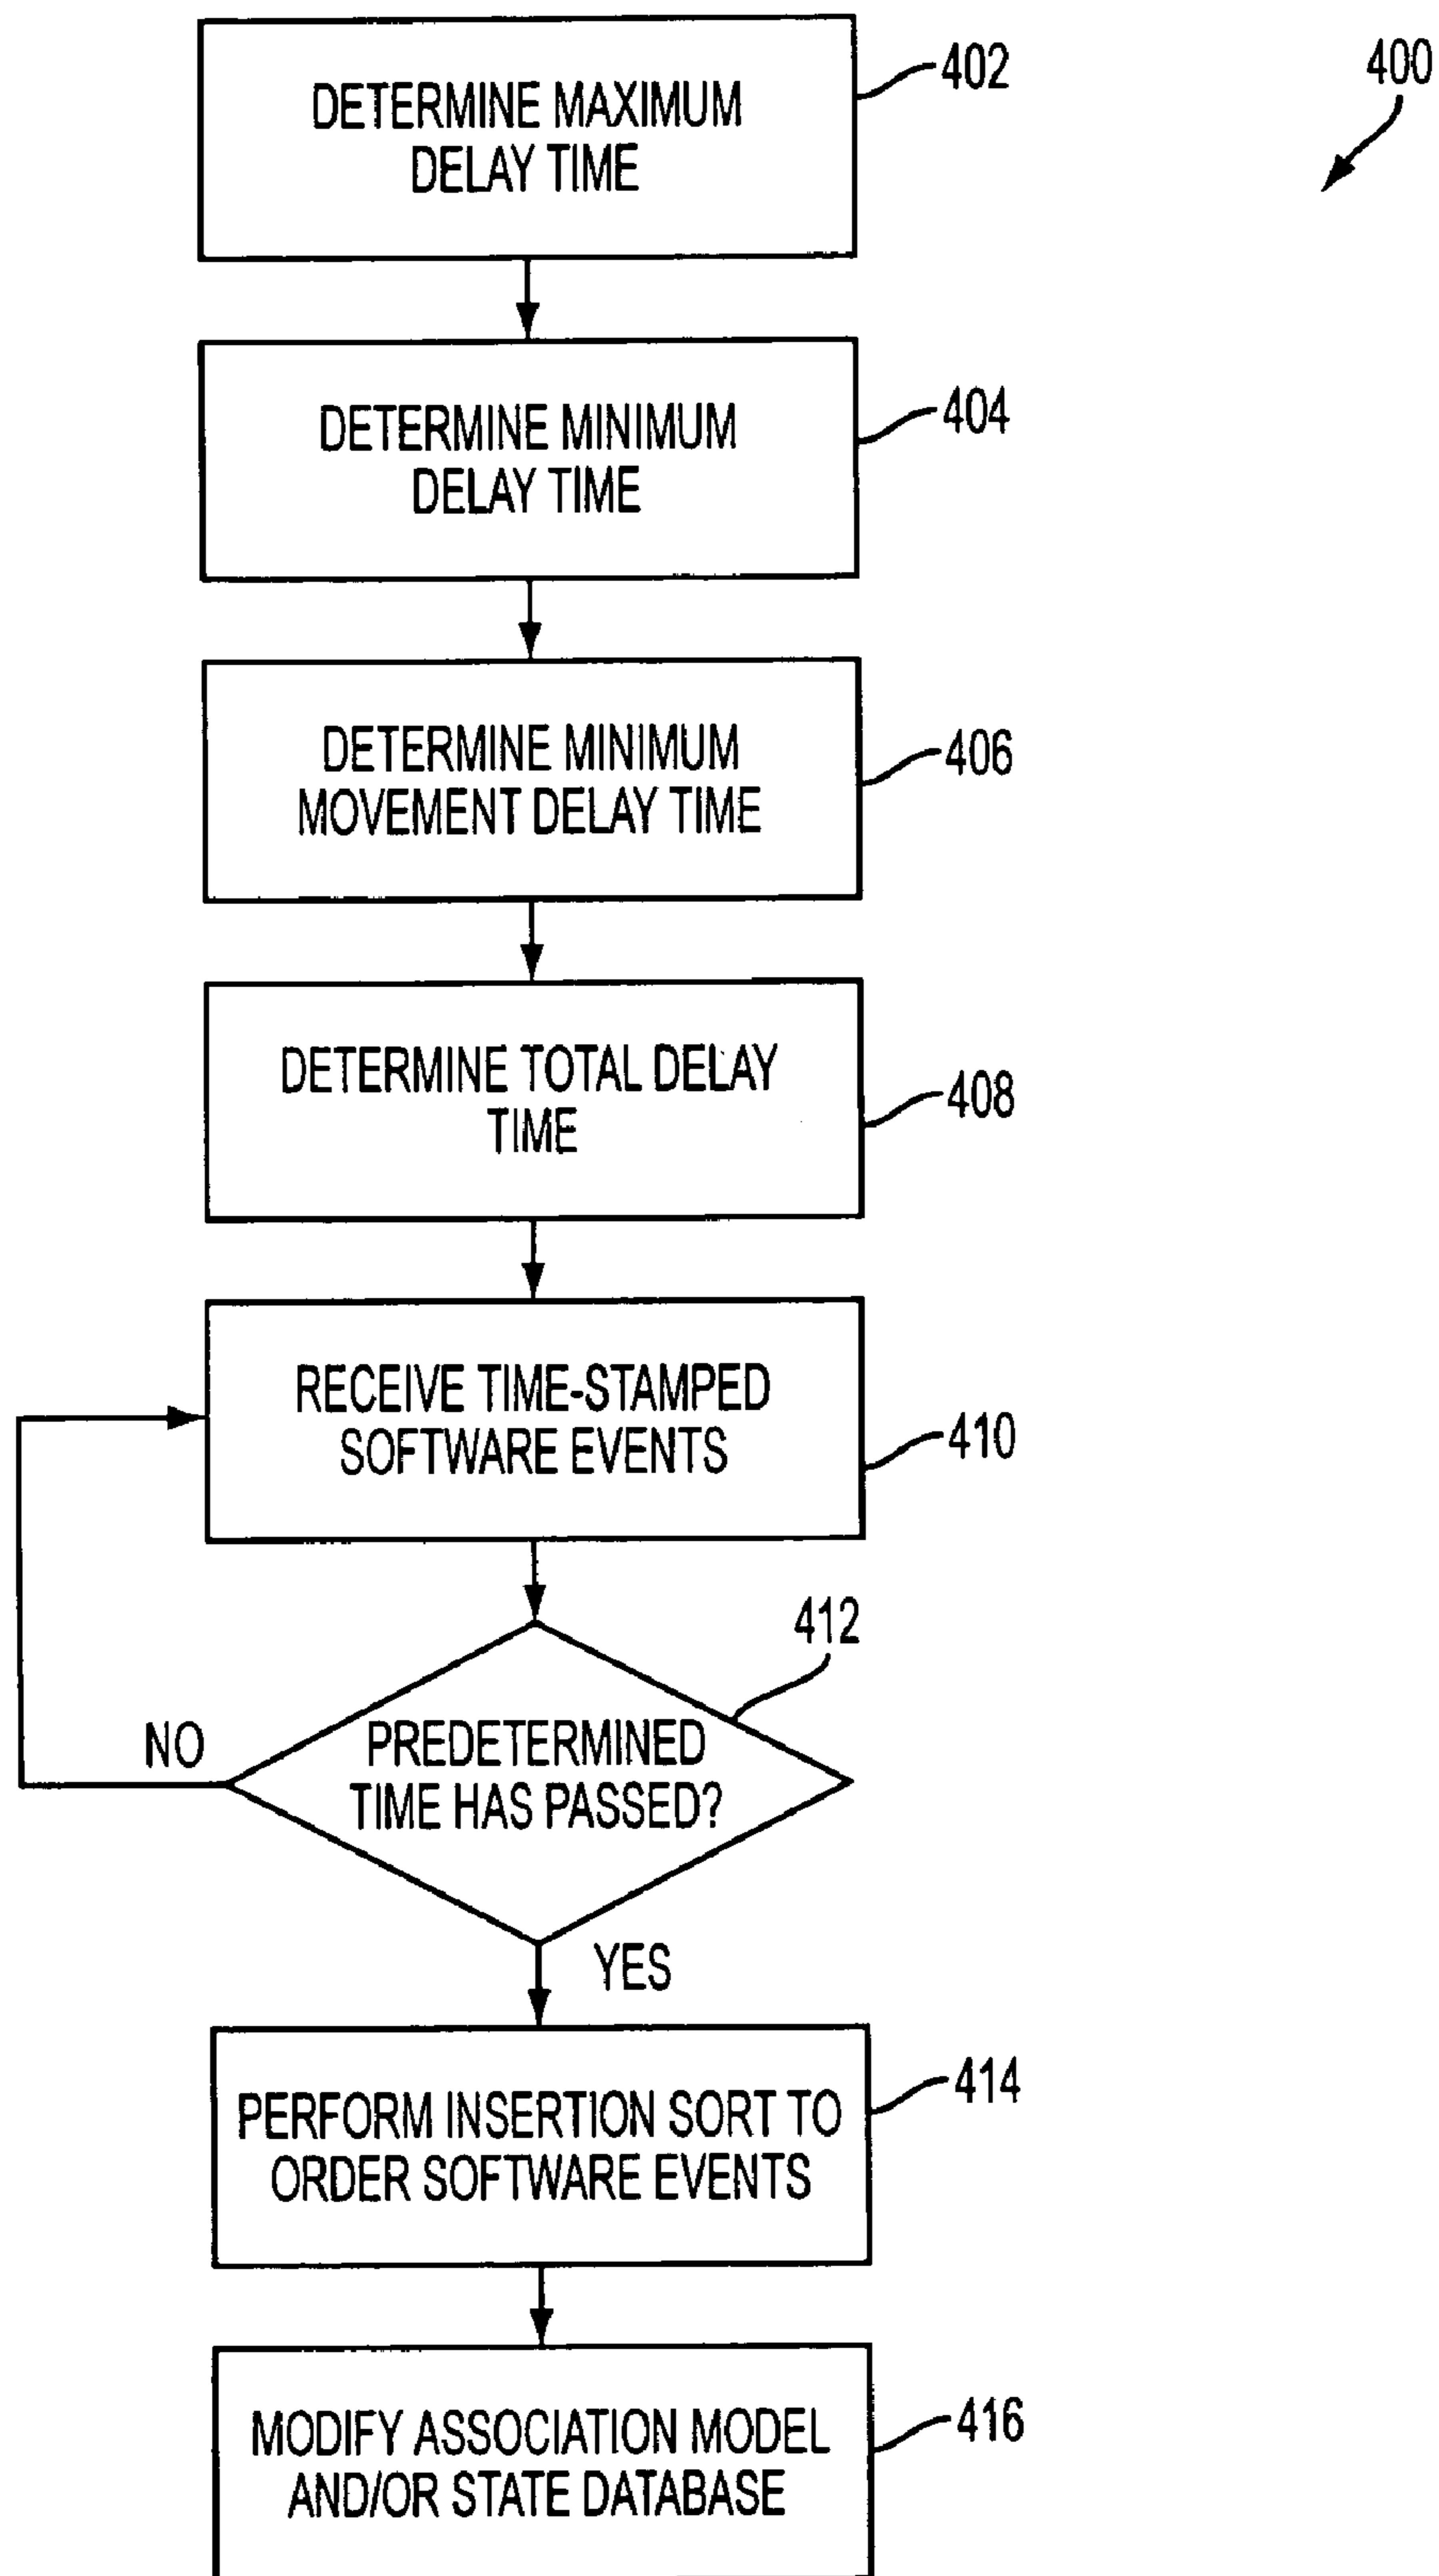 400
DETERMINE MAXIMUM
DELAY TIME
402
DETERMINE MINIMUM
DELAY TIME
404
DETERMINE MINIMUM
MOVEMENT DELAY TIME
406
DETERMINE TOTAL DELAY
TIME
408
RECEIVE TIME-STAMPED
SOFTWARE EVENTS
410
412
PREDETERMINED
TIME HAS PASSED?
NO
YES
PERFORM INSERTION SORT TO
ORDER SOFTWARE EVENTS
414
MODIFY ASSOCIATION MODEL
AND/OR STATE DATABASE
416